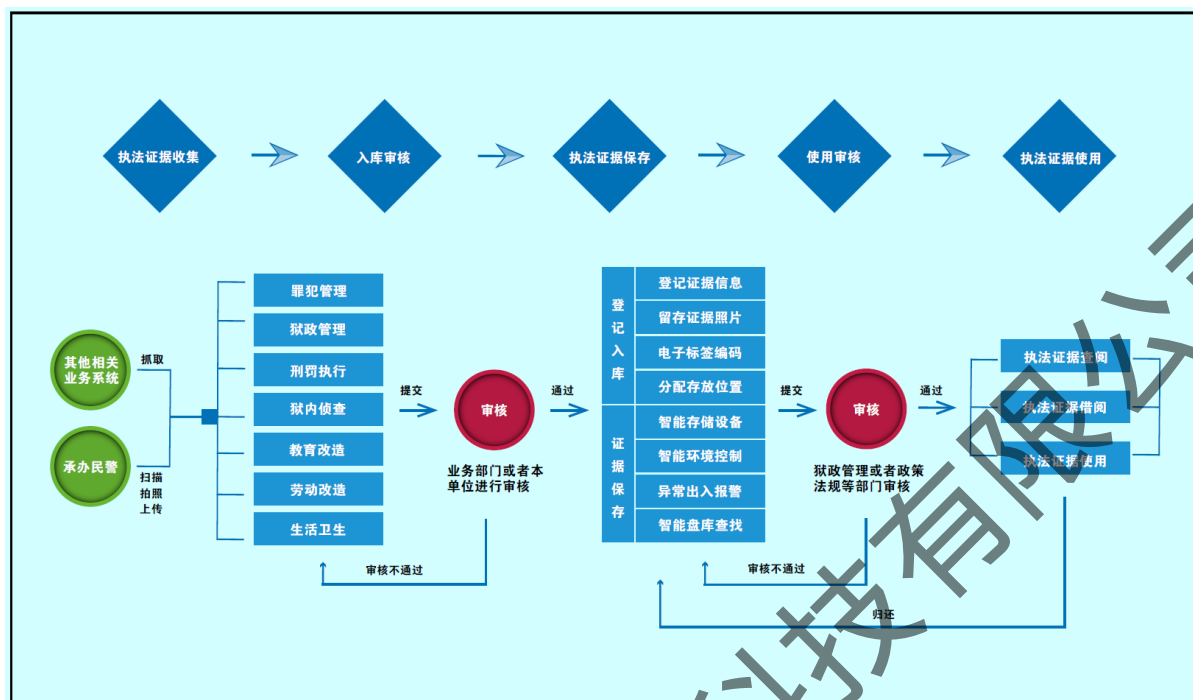 执法证据收集
入库审核
执法证据保存
使用审核
执法证据使用
其他相关
业务系统
抓取
承办民警
扫描
拍照
上传
罪犯管理
狱政管理
刑罚执行
狱内侦查
教育改造
劳动改造
生活卫生
提交
审核
业务部门或者本
单位进行审核
审核不通过
通过
登记入库
登记证据信息
留存证据照片
电子标签编码
分配存放位置
证据保存
智能存储设备
智能环境控制
异常出入报警
智能盘库查找
提交
审核
狱政管理或者政策
法规等部门审核
审核不通过
通过
执法证据查阅
执法证据借阅
执法证据使用
归还
科技有限公司